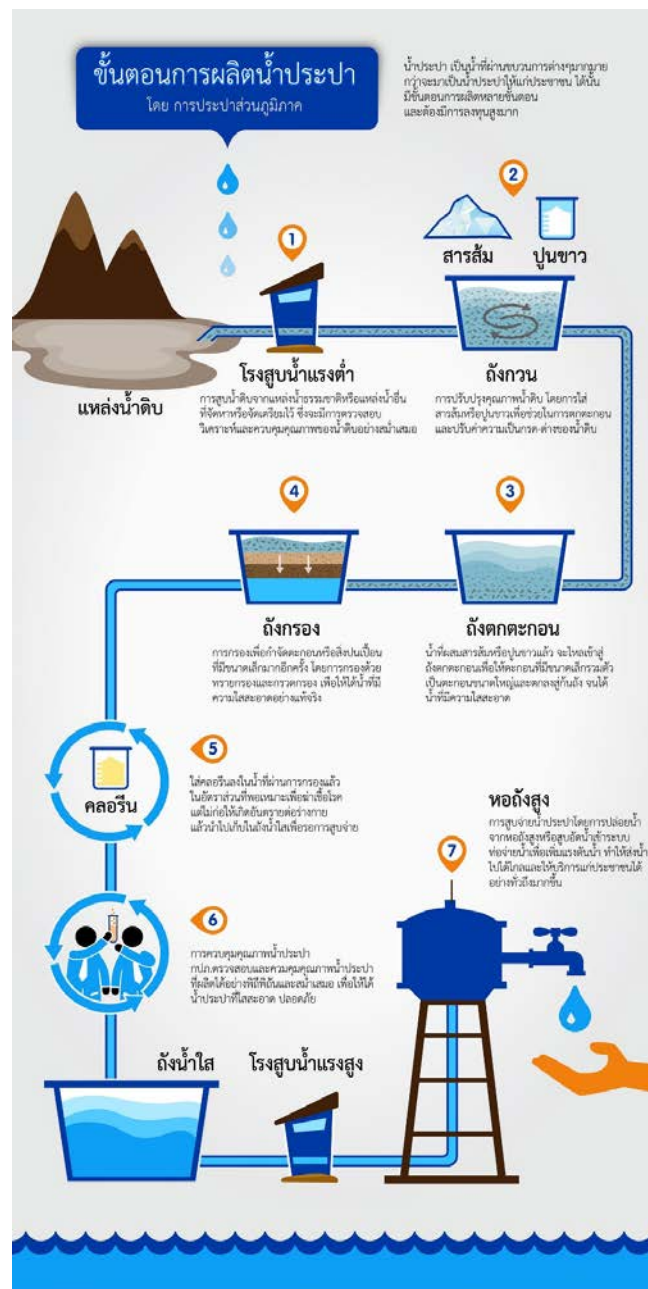 ขั้นตอนการผลิตน้ำประปา
โดย การประปาส่วนภูมิภาค
น้ำประปา เป็นน้ำที่ผ่านขบวนการต่างๆมากมาย
กว่าจะมาเป็นน้ำประปาให้แก่ประชาชน ได้นั้น
มีขั้นตอนการผลิตหลายขั้นตอน
และต้องมีการลงทุนสูงมาก
1
2
สารส้ม
ปูนขาว
แหล่งน้ำดิบ
โรงสูบน้ำแรงต่ำ
การสูบน้ำดิบจากแหล่งน้ำธรรมชาติหรือแหล่งน้ำอื่น
ที่จัดหาหรือจัดเตรียมไว้ ซึ่งจะมีการตรวจสอบ
วิเคราะห์และควบคุมคุณภาพของน้ำดิบอย่างสม่ำเสมอ
ถังกวน
การปรับปรุงคุณภาพน้ำดิบ โดยการใส่
สารส้มหรือปูนขาวเพื่อช่วยในการตกตะกอน
และปรับค่าความเป็นกรด-ด่างของน้ำดิบ
3
ถังตกตะกอน
น้ำที่ผสมสารส้มหรือปูนขาวแล้ว จะไหลเข้าสู่
ถังตกตะกอนเพื่อให้ตะกอนที่มีขนาดเล็กรวมตัว
เป็นตะกอนขนาดใหญ่และตกลงสู่ก้นถัง จนได้
น้ำที่มีความใสสะอาด
4
ถังกรอง
การกรองเพื่อกำจัดตะกอนหรือสิ่งปนเปื้อน
ที่มีขนาดเล็กมากอีกครั้ง โดยการกรองด้วย
ทรายกรองและกรวดกรอง เพื่อให้ได้น้ำที่มี
ความใสสะอาดอย่างแท้จริง
5
คลอรีน
ใส่คลอรีนลงในน้ำที่ผ่านการกรองแล้ว
ในอัตราส่วนที่พอเหมาะเพื่อฆ่าเชื้อโรค
แต่ไม่ก่อให้เกิดอันตรายต่อร่างกาย
แล้วนำไปเก็บในถังน้ำใสเพื่อรอการสูบจ่าย
6
การควบคุมคุณภาพน้ำประปา
กปภ.ตรวจสอบและควมคุมคุณภาพน้ำประปา
ที่ผลิตได้อย่างพิถีพิถันและสม่ำเสมอ เพื่อให้ได้
น้ำประปาที่ใสสะอาด ปลอดภัย
7
หอถังสูง
การสูบจ่ายน้ำประปาโดยการปล่อยน้ำ
จากหอถังสูงหรือสูบอัดน้ำเข้าระบบ
ท่อจ่ายน้ำเพื่อเพิ่มแรงดันน้ำ ทำให้ส่งน้ำ
ไปได้ไกลและให้บริการแก่ประชาชนได้
อย่างทั่วถึงมากขึ้น
ถังน้ำใส
โรงสูบน้ำแรงสูง